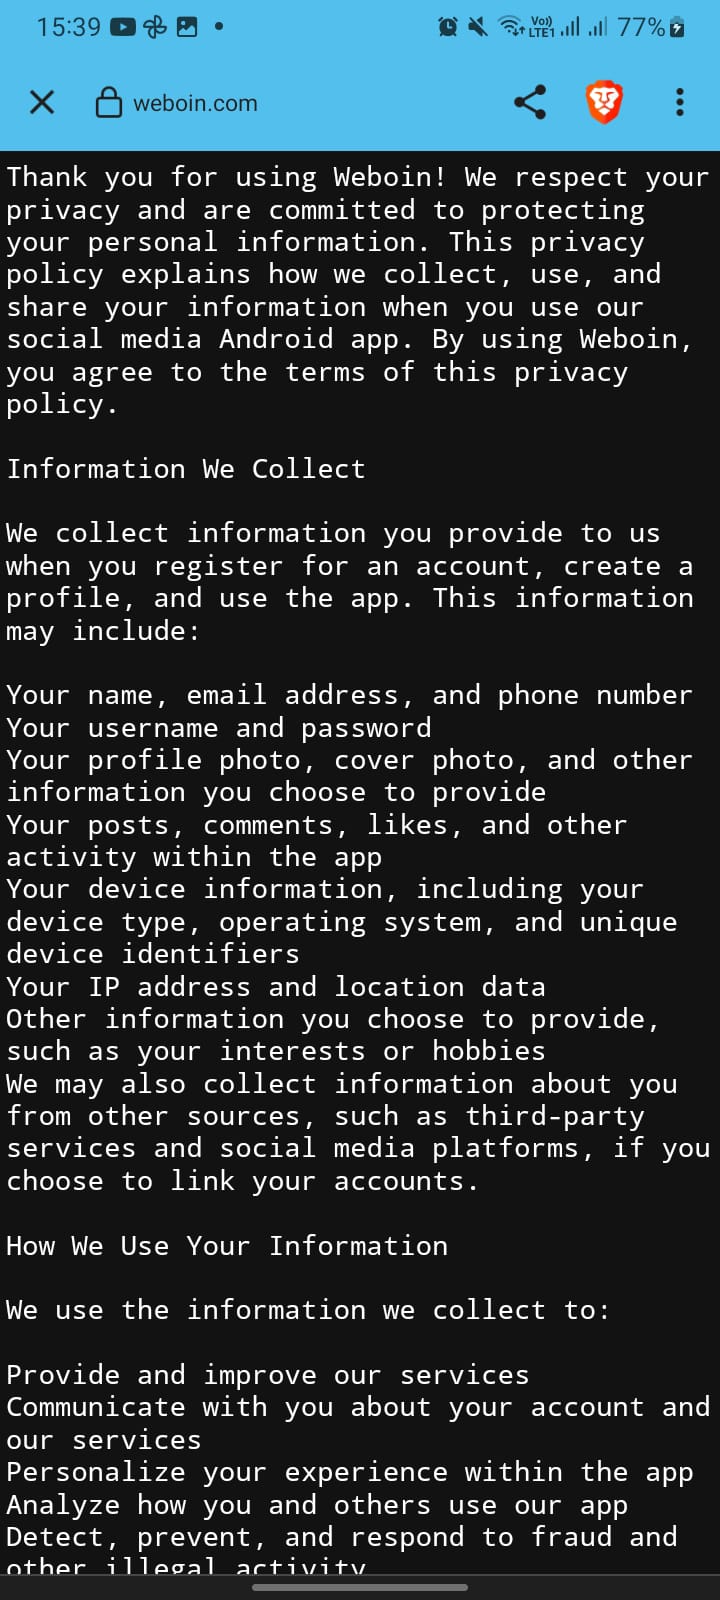 15:39
Vo)) LTE1 77%
weboin.com
Thank you for using Weboin! We respect your
privacy and are committed to protecting
your personal information. This privacy
policy explains how we collect, use, and
share your information when you use our
social media Android app. By using Weboin,
you agree to the terms of this privacy
policy.
Information We Collect
We collect information you provide to us
when you register for an account, create a
profile, and use the app. This information
may include:
Your name, email address, and phone number
Your username and password
Your profile photo, cover photo, and other
information you choose to provide
Your posts, comments, likes, and other
activity within the app
Your device information, including your
device type, operating system, and unique
device identifiers
Your IP address and location data
Other information you choose to provide,
such as your interests or hobbies
We may also collect information about you
from other sources, such as third-party
services and social media platforms, if you
choose to link your accounts.
How We Use Your Information
We use the information we collect to:
Provide and improve our services
Communicate with you about your account and
our services
Personalize your experience within the app
Analyze how you and others use our app
Detect, prevent, and respond to fraud and
other illegal activity